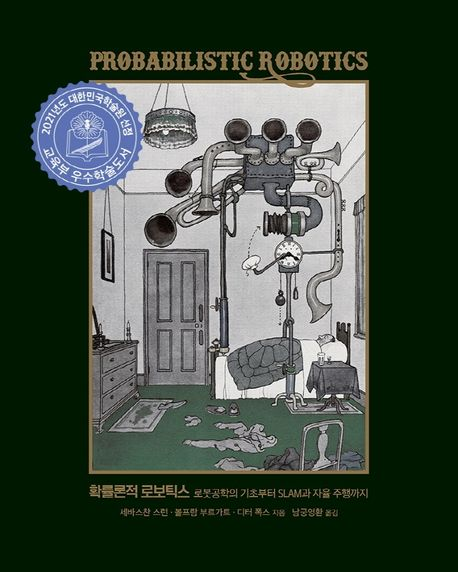 PROBABILISTIC ROBOTICS
2021년도 대한민국학술원 선정
교육부 우수학술도서
확률론적 로보틱스 로봇공학의 기초부터 SLAM과 자율 주행까지
세바스찬 스런 · 볼프람 부르가트 · 디터 폭스 지음 남궁영환 옮김